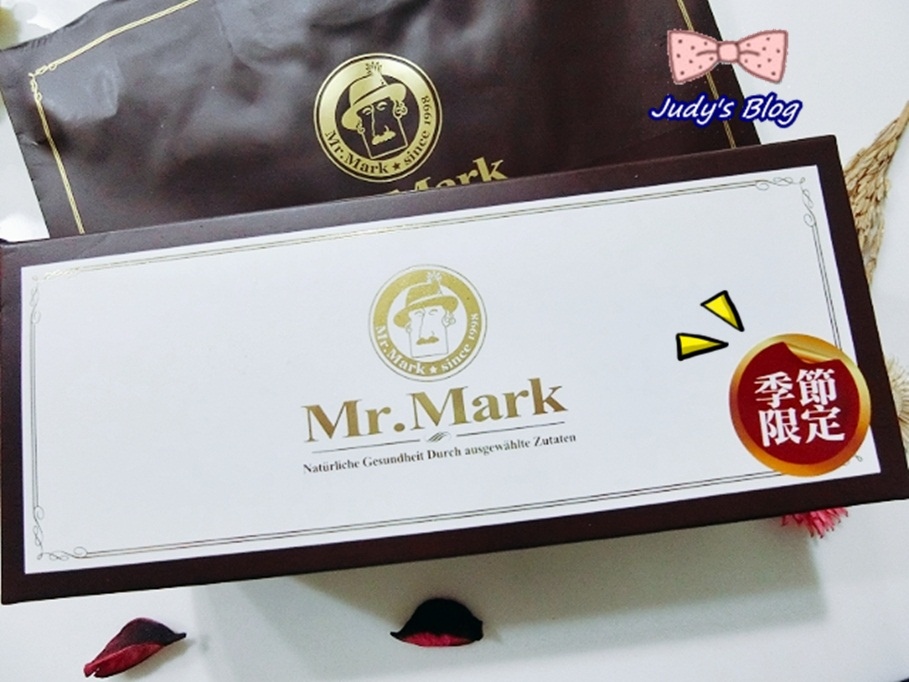 Judy's Blog
Mr.Mark ★ since 1998
Mark
Mr.Mark ★ since 1998
Mr.Mark
Natürliche Gesundheit Durch ausgewählte Zutaten
季節
限定